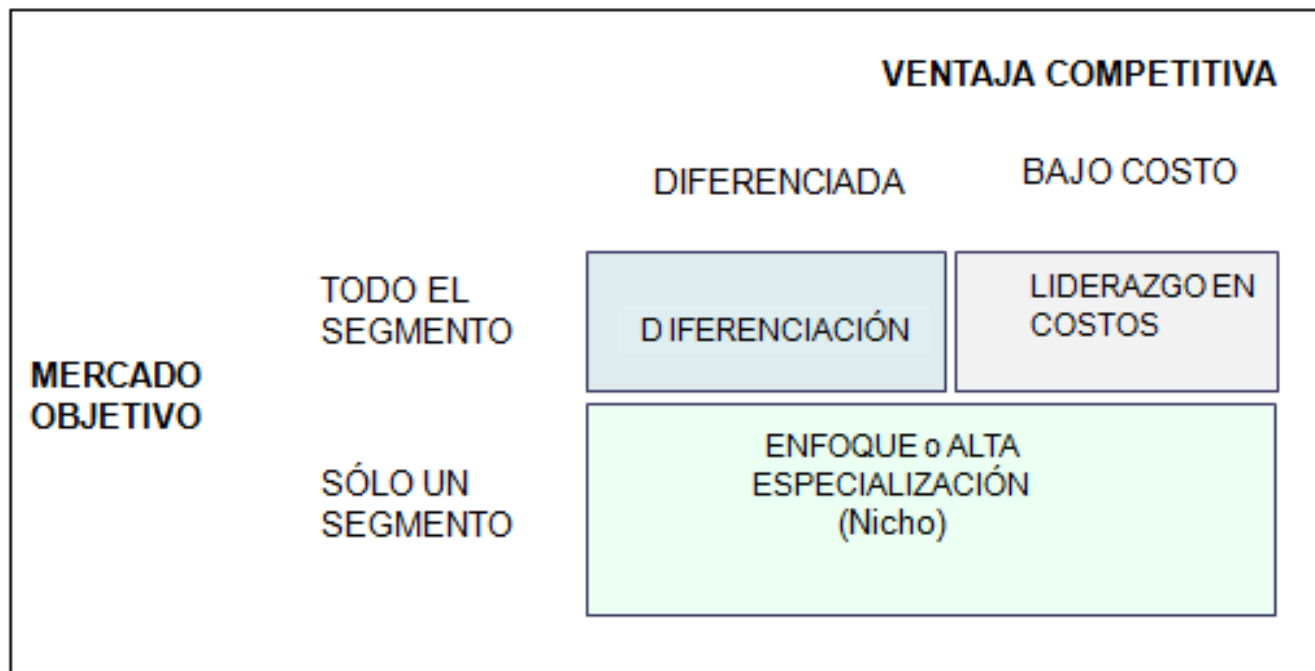 VENTAJA COMPETITIVA
DIFERENCIADA
BAJO COSTO
TODO EL
SEGMENTO
D IFERENCIACIÓN
LIDERAZGO EN
COSTOS
MERCADO
OBJETIVO
SÓLO UN
SEGMENTO
ENFOQUE o ALTA
ESPECIALIZACIÓN
(Nicho)